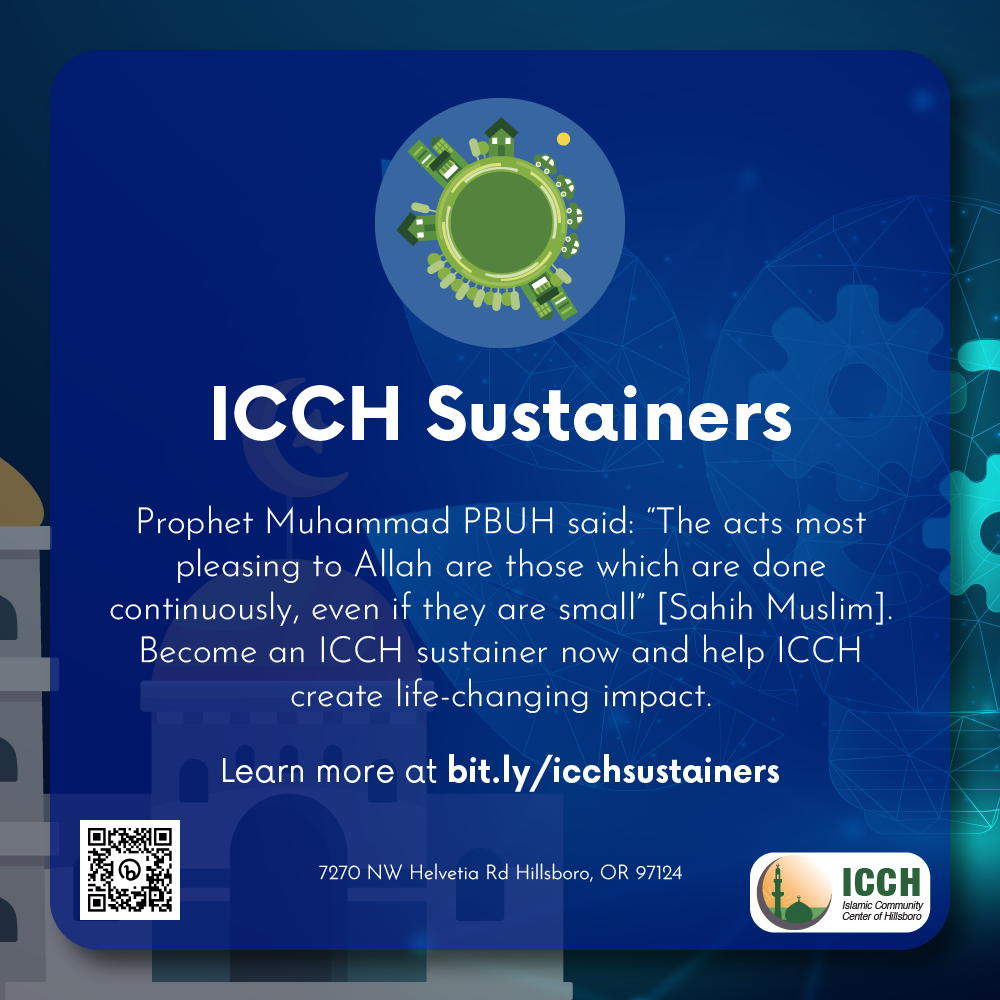 ICCH Sustainers
Prophet Muhammad PBUH said: “The acts most
pleasing to Allah are those which are done
continuously, even if they are small” [Sahih Muslim].
Become an ICCH sustainer now and help ICCH
create life-changing impact.
Learn more at bit.ly/icchsustainers
7270 NW Helvetia Rd Hillsboro, OR 97124
ICCH
Islamic Community
Center of Hillsboro